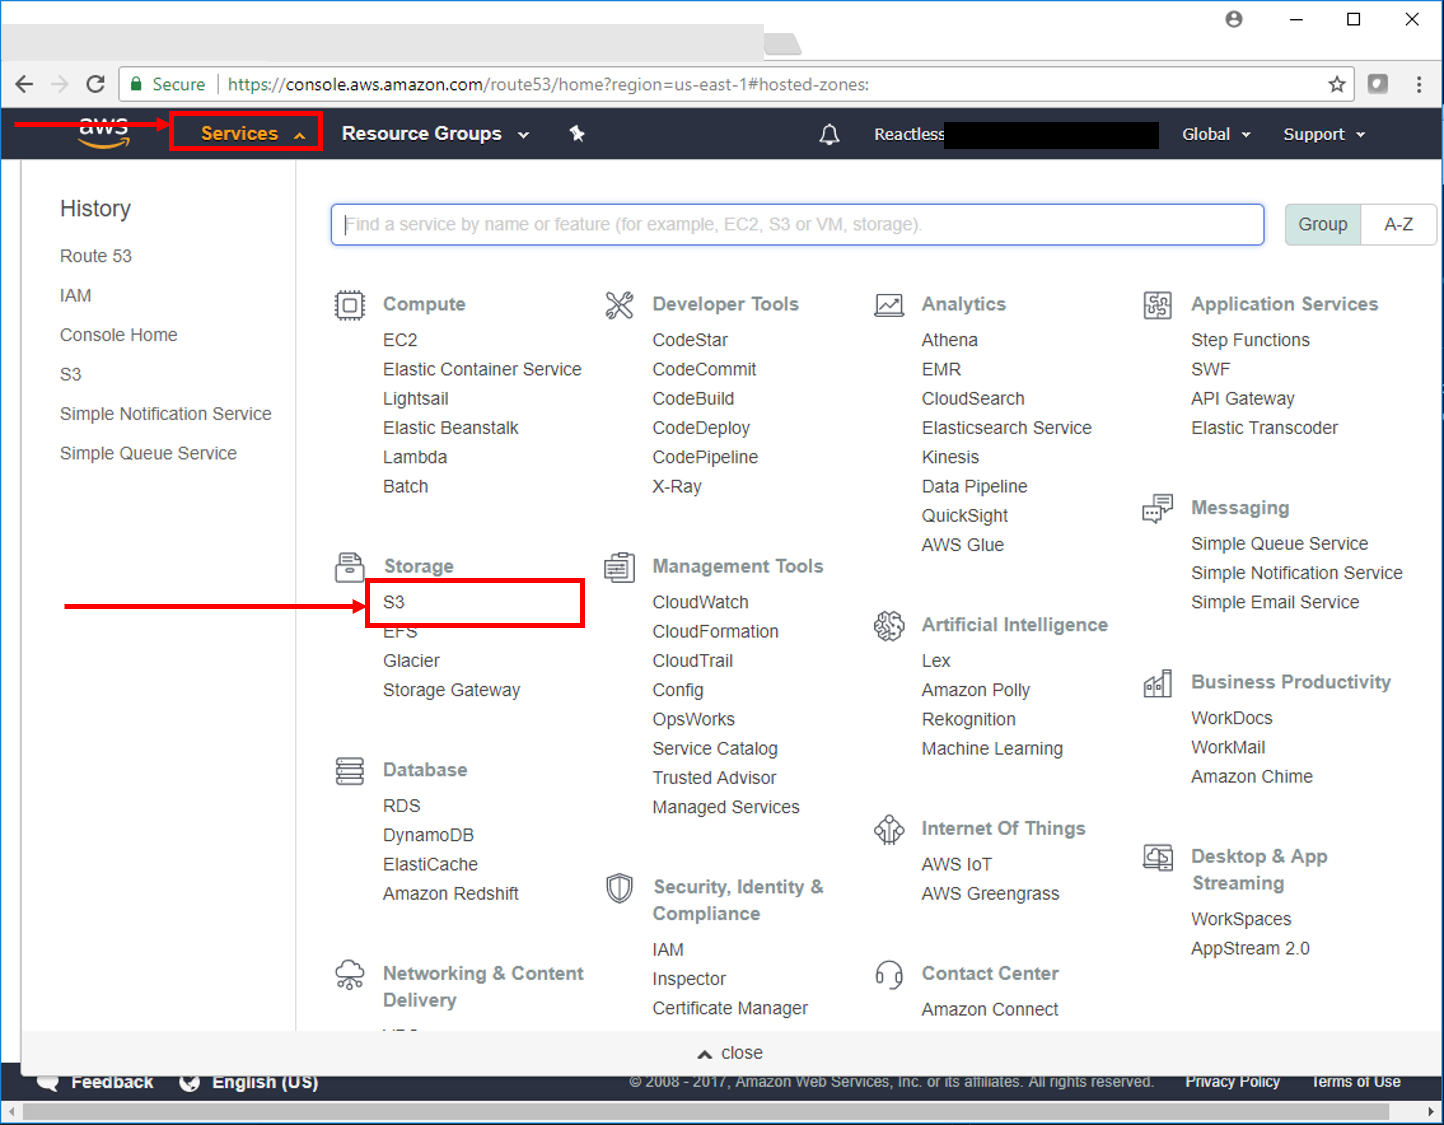 Secure
https://console.aws.amazon.com/route53/home?region=us-east-1#hosted-zones:
aws
Services
Resource Groups
Reactless
Global
Support
History
Route 53
IAM
Console Home
S3
Simple Notification Service
Simple Queue Service
Find a service by name or feature (for example, EC2, S3 or VM, storage).
Group
A-Z
Compute
EC2
Elastic Container Service
Lightsail
Elastic Beanstalk
Lambda
Batch
Storage
S3
EFS
Glacier
Storage Gateway
Database
RDS
DynamoDB
ElastiCache
Amazon Redshift
Networking & Content
Delivery
Developer Tools
CodeStar
CodeCommit
CodeBuild
CodeDeploy
CodePipeline
X-Ray
Management Tools
CloudWatch
CloudFormation
CloudTrail
Config
OpsWorks
Service Catalog
Trusted Advisor
Managed Services
Security, Identity &
Compliance
IAM
Inspector
Certificate Manager
Analytics
Athena
EMR
CloudSearch
Elasticsearch Service
Kinesis
Data Pipeline
QuickSight
AWS Glue
Artificial Intelligence
Lex
Amazon Polly
Rekognition
Machine Learning
Internet Of Things
AWS IoT
AWS Greengrass
Contact Center
Amazon Connect
Application Services
Step Functions
SWF
API Gateway
Elastic Transcoder
Messaging
Simple Queue Service
Simple Notification Service
Simple Email Service
Business Productivity
WorkDocs
WorkMail
Amazon Chime
Desktop & App
Streaming
WorkSpaces
AppStream 2.0
close
Feedback
English (US)
© 2008 - 2017, Amazon Web Services, Inc. or its affiliates. All rights reserved.
Privacy Policy
Terms of Use